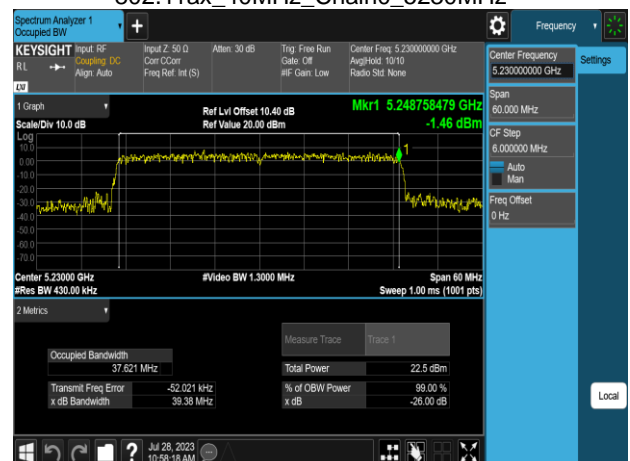 802.11ax_40MHz_Chain0_5230MHz
Spectrum Analyzer 1
Occupied BW
Frequency
KEYSIGHT
Input: RF
Input Z: 50 Ω
Atten: 30 dB
Trig: Free Run
Center Freq: 5.230000000 GHz
RL
Coupling: DC
Corr CCorr
Gate: Off
Avg|Hold: 10/10
Align: Auto
Freq Ref: Int (S)
#IF Gain: Low
Radio Std: None
LXI
Center Frequency
5.230000000 GHz
Settings
Span
60.000 MHz
CF Step
6.000000 MHz
Auto
Man
Freq Offset
0 Hz
Local
1 Graph
Ref Lvl Offset 10.40 dB
Mkr1 5.248758479 GHz
Scale/Div 10.0 dB
Ref Value 20.00 dBm
-1.46 dBm
Log
10.0
0.00
-10.0
-20.0
-30.0
-40.0
-50.0
-60.0
-70.0
1
Center 5.23000 GHz
#Video BW 1.3000 MHz
Span 60 MHz
#Res BW 430.00 kHz
Sweep 1.00 ms (1001 pts)
2 Metrics
Measure Trace
Trace 1
Occupied Bandwidth
37.621 MHz
Total Power
22.5 dBm
Transmit Freq Error
-52.021 kHz
% of OBW Power
99.00 %
x dB Bandwidth
39.38 MHz
x dB
-26.00 dB
?
Jul 28, 2023
10:58:18 AM